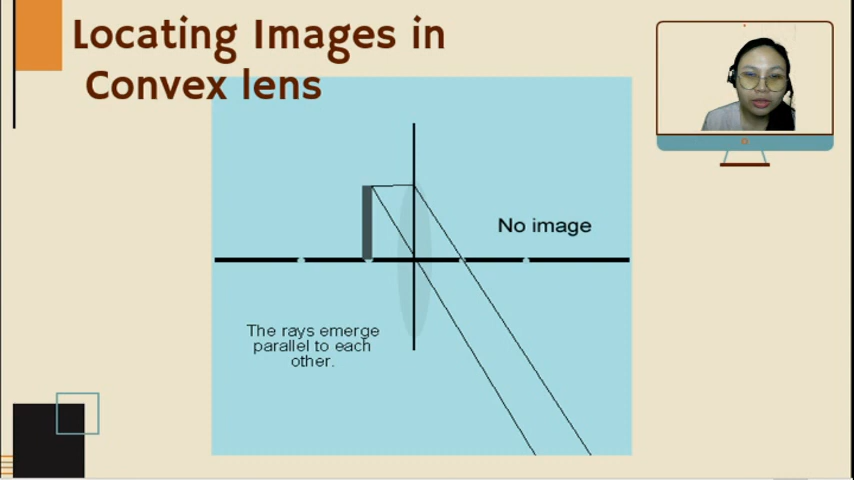 Locating Images in
Convex lens
No image
The rays emerge
parallel to each
other.